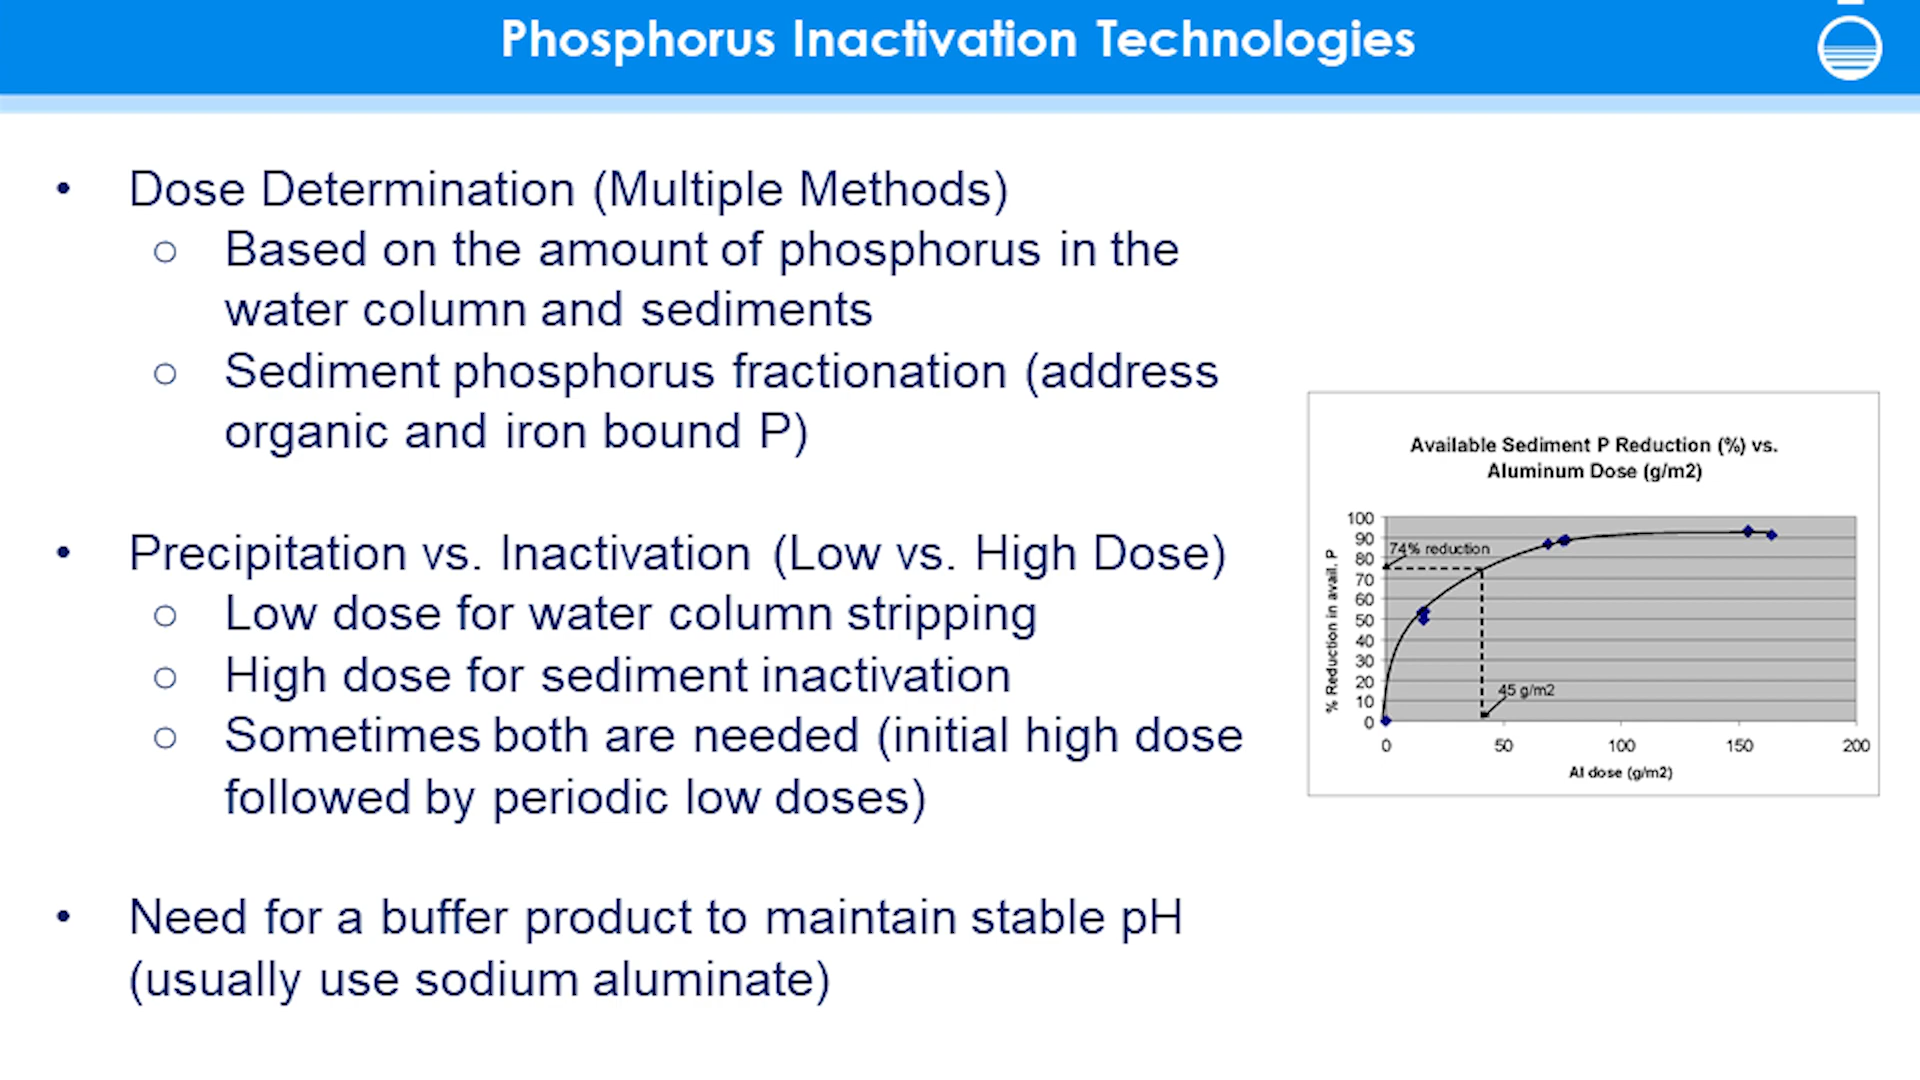 Phosphorus Inactivation Technologies
• Dose Determination (Multiple Methods)
○ Based on the amount of phosphorus in the
water column and sediments
○ Sediment phosphorus fractionation (address
organic and iron bound P)
• Precipitation vs. Inactivation (Low vs. High Dose)
○ Low dose for water column stripping
○ High dose for sediment inactivation
○ Sometimes both are needed (initial high dose
followed by periodic low doses)
• Need for a buffer product to maintain stable pH
(usually use sodium aluminate)
Available Sediment P Reduction (%) vs.
Aluminum Dose (g/m2)
% Reduction in avail. P
100
90
80
70
60
50
40
30
20
10
0
74% reduction
45 g/m2
0 50 100 150 200
Al dose (g/m2)